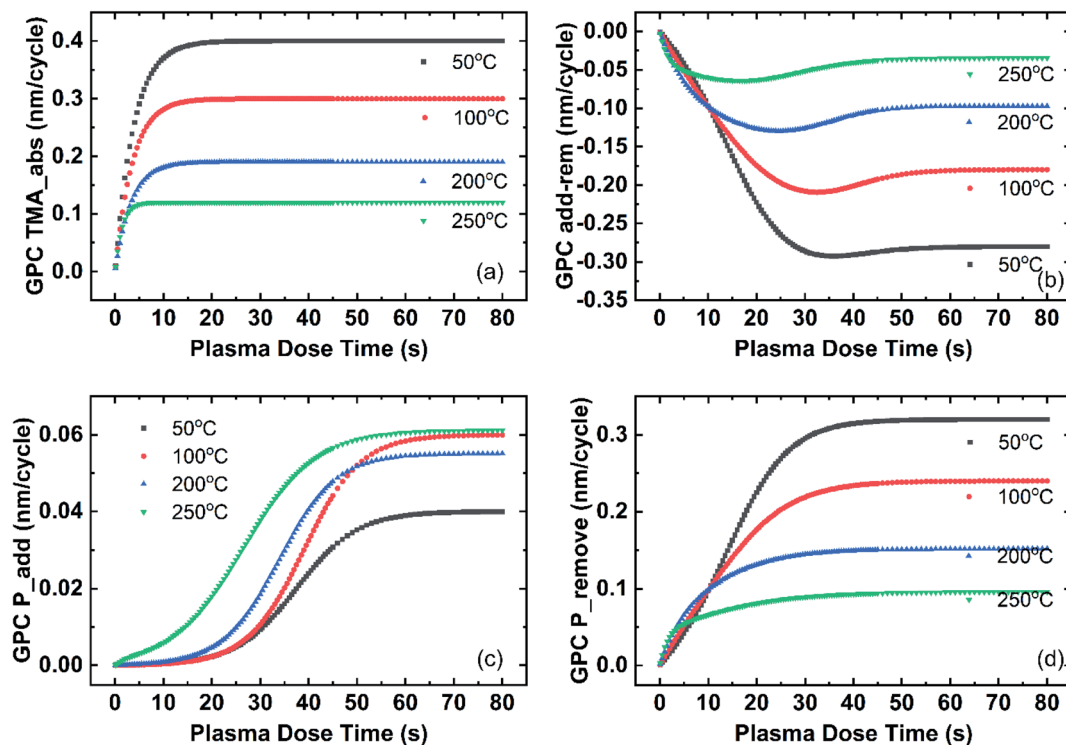 GPC TMA_abs (nm/cycle)
0.4
0.3
0.2
0.1
0.0
50°C
100°C
200°C
250°C
(a)
0 10 20 30 40 50 60 70 80
Plasma Dose Time (s)
GPC add-rem (nm/cycle)
0.00
-0.05
-0.10
-0.15
-0.20
-0.25
-0.30
-0.35
250°C
200°C
100°C
50°C
(b)
0 10 20 30 40 50 60 70 80
Plasma Dose Time (s)
GPC P_add (nm/cycle)
0.06
0.04
0.02
0.00
50°C
100°C
200°C
250°C
(c)
0 10 20 30 40 50 60 70 80
Plasma Dose Time (s)
GPC P_remove (nm/cycle)
0.3
0.2
0.1
0.0
50°C
100°C
200°C
250°C
(d)
0 10 20 30 40 50 60 70 80
Plasma Dose Time (s)